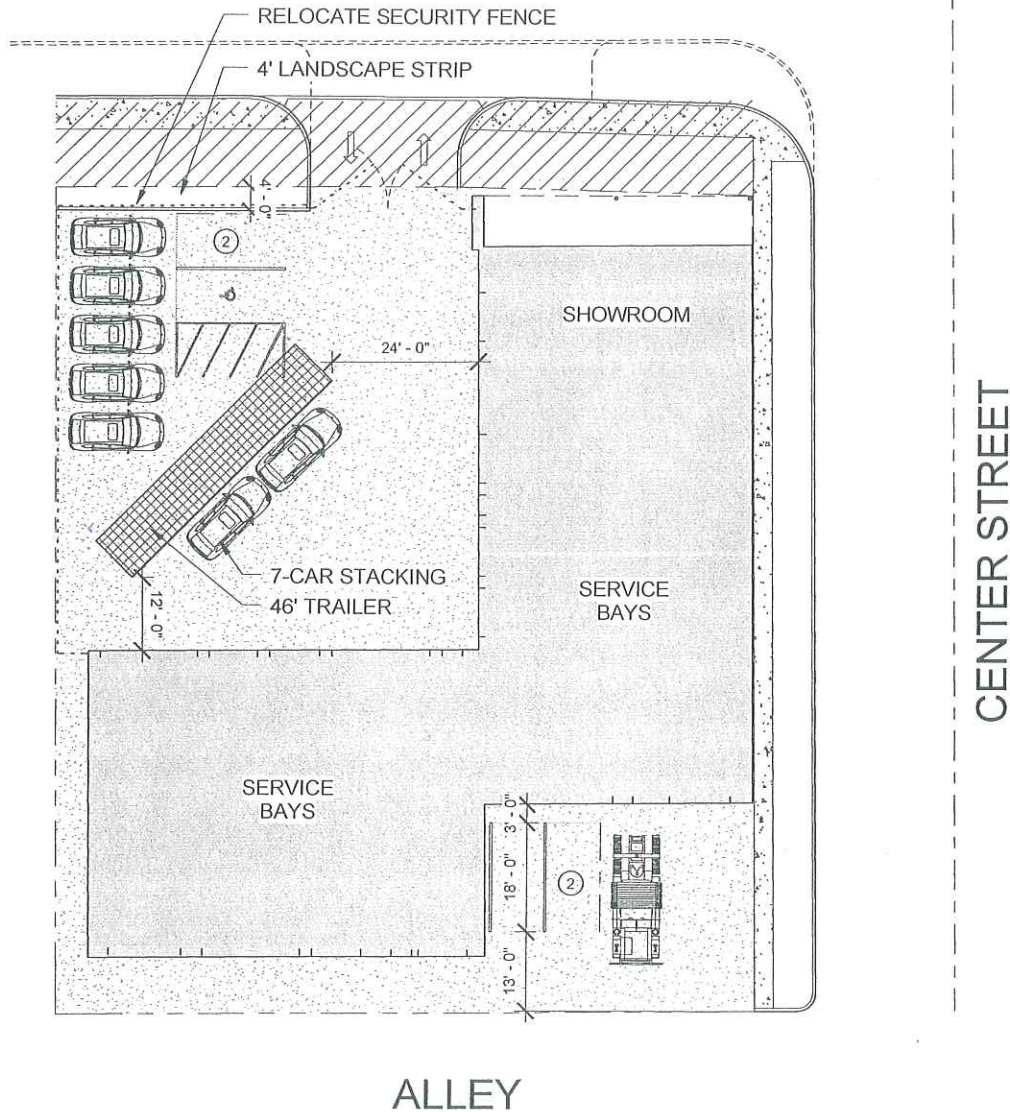 RELOCATE SECURITY FENCE
4' LANDSCAPE STRIP
4' - 0"
2
SHOWROOM
24' - 0"
7-CAR STACKING
46' TRAILER
12' - 0"
SERVICE
BAYS
CENTER STREET
SERVICE
BAYS
3' - 0"
18' - 0"
2
13' - 0"
ALLEY